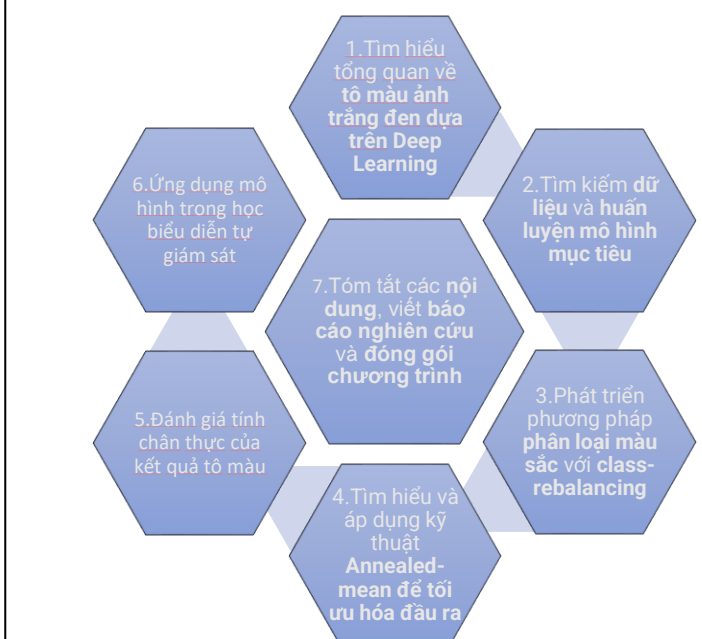 1.Tìm hiểu
tổng quan về
tô màu ảnh
trắng đen dựa
trên Deep
Learning
2.Tìm kiếm dữ
liệu và huấn
luyện mô hình
mục tiêu
3.Phát triển
phương pháp
phân loại màu
sắc với class-
rebalancing
4.Tìm hiểu và
áp dụng kỹ
thuật
Annealed-
mean để tối
ưu hóa đầu ra
5.Đánh giá tính
chân thực của
kết quả tô màu
6.Ứng dụng mô
hình trong học
biểu diễn tự
giám sát
7.Tóm tắt các nội
dung, viết báo
cáo nghiên cứu
và đóng gói
chương trình